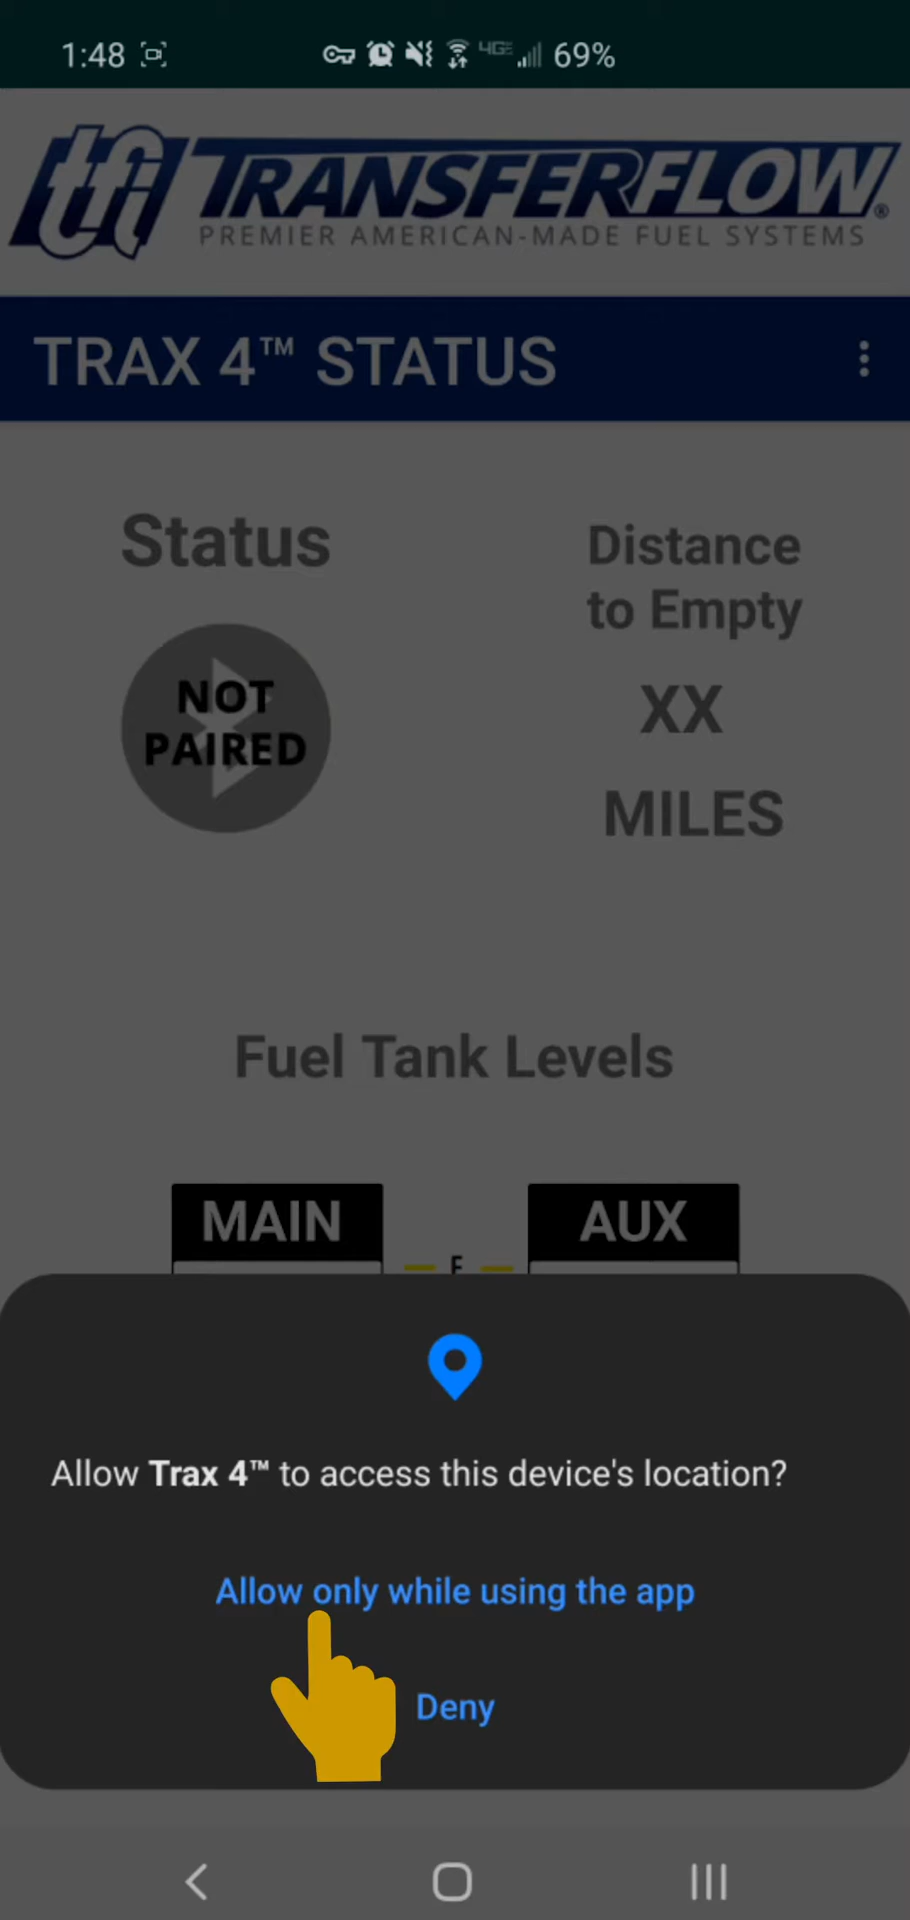 1:48 4GE 69%
tfi TRANSFERFLOW®
PREMIER AMERICAN-MADE FUEL SYSTEMS
TRAX 4™ STATUS
Status
Distance
to Empty
NOT
PAIRED
XX
MILES
Fuel Tank Levels
MAIN
AUX
F
Allow Trax 4™ to access this device's location?
Allow only while using the app
Deny